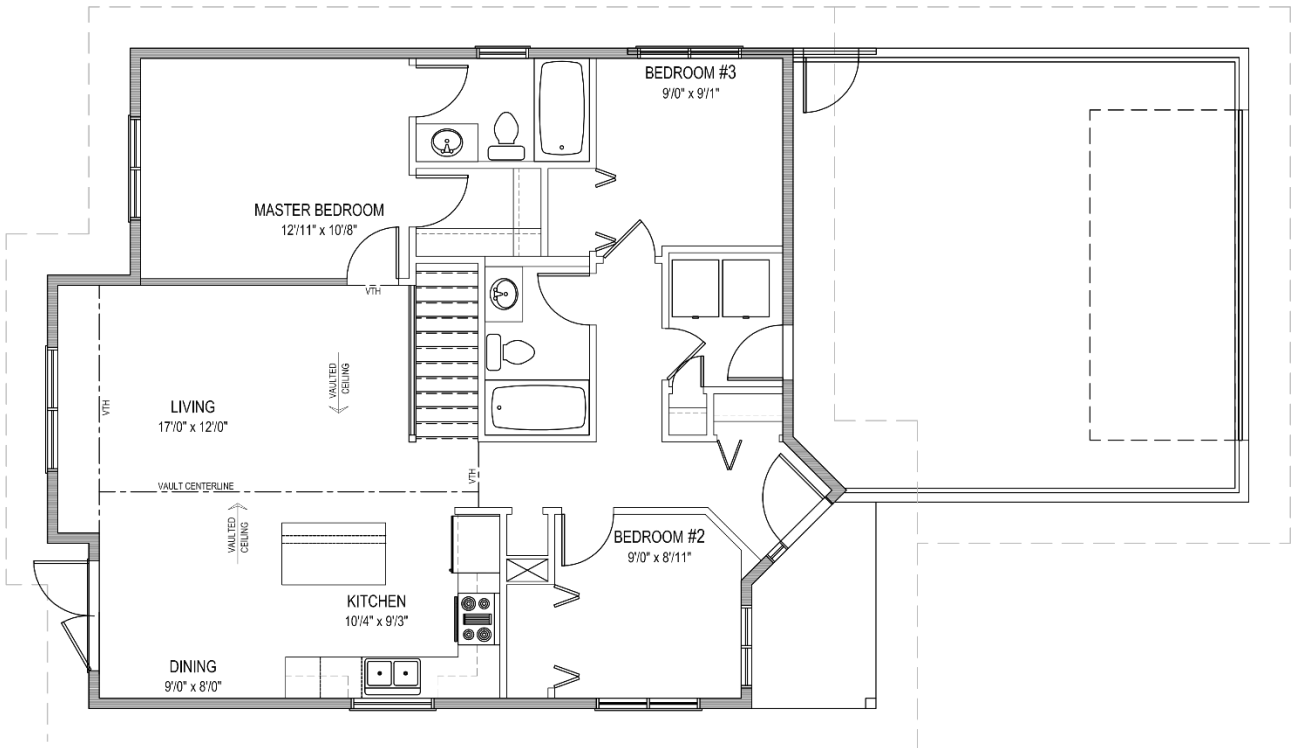 BEDROOM #3
9'/0" x 9'/1"
MASTER BEDROOM
12'/11" x 10'/8"
VTH
VAULTED
CEILING
LIVING
17'/0" x 12'/0"
VTH
VTH
VAULT CENTERLINE
VAULTED
CEILING
BEDROOM #2
9'/0" x 8'/11"
KITCHEN
10'/4" x 9'/3"
DINING
9'/0" x 8'/0"